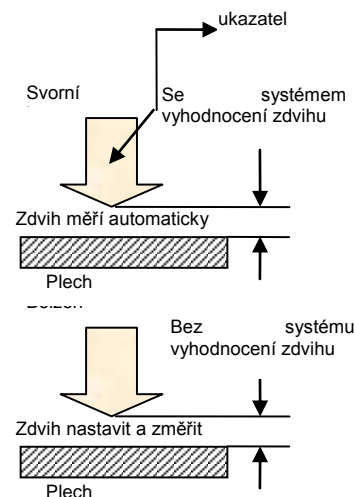 ukazatel
Svorní
Se systémem
vyhodnocení zdvihu
Zdvih měří automaticky
Plech
Bez systému
vyhodnocení zdvihu
Zdvih nastavit a změřit
Plech